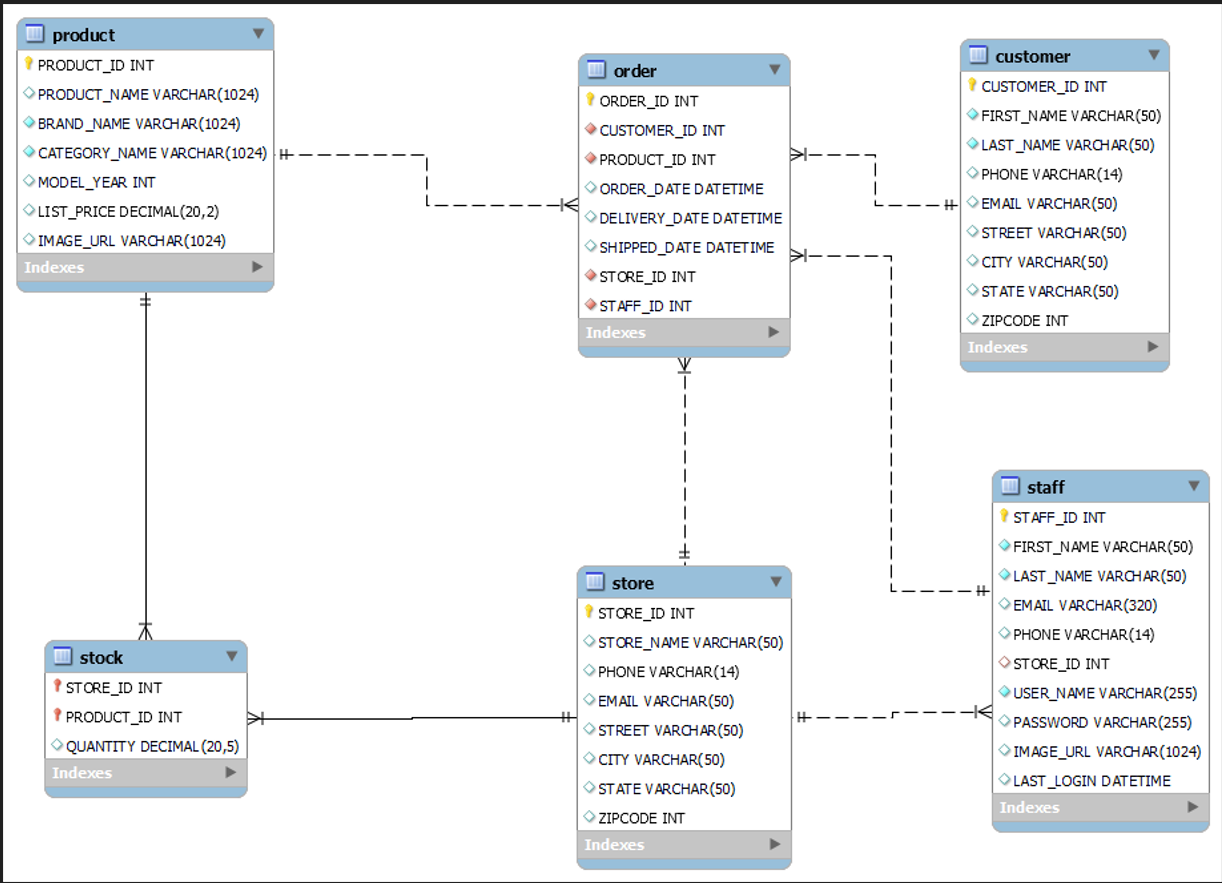 product
PRODUCT_ID INT
PRODUCT_NAME VARCHAR(1024)
BRAND_NAME VARCHAR(1024)
CATEGORY_NAME VARCHAR(1024)
MODEL_YEAR INT
LIST_PRICE DECIMAL(20,2)
IMAGE_URL VARCHAR(1024)
Indexes
order
ORDER_ID INT
CUSTOMER_ID INT
PRODUCT_ID INT
ORDER_DATE DATETIME
DELIVERY_DATE DATETIME
SHIPPED_DATE DATETIME
STORE_ID INT
STAFF_ID INT
Indexes
customer
CUSTOMER_ID INT
FIRST_NAME VARCHAR(50)
LAST_NAME VARCHAR(50)
PHONE VARCHAR(14)
EMAIL VARCHAR(50)
STREET VARCHAR(50)
CITY VARCHAR(50)
STATE VARCHAR(50)
ZIPCODE INT
Indexes
stock
STORE_ID INT
PRODUCT_ID INT
QUANTITY DECIMAL(20,5)
Indexes
store
STORE_ID INT
STORE_NAME VARCHAR(50)
PHONE VARCHAR(14)
EMAIL VARCHAR(50)
STREET VARCHAR(50)
CITY VARCHAR(50)
STATE VARCHAR(50)
ZIPCODE INT
Indexes
staff
STAFF_ID INT
FIRST_NAME VARCHAR(50)
LAST_NAME VARCHAR(50)
EMAIL VARCHAR(320)
PHONE VARCHAR(14)
STORE_ID INT
USER_NAME VARCHAR(255)
PASSWORD VARCHAR(255)
IMAGE_URL VARCHAR(1024)
LAST_LOGIN DATETIME
Indexes